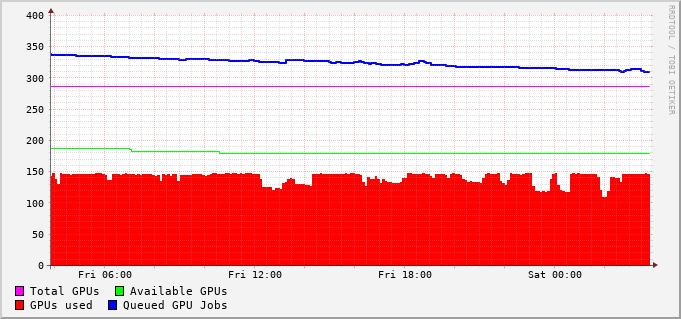 400
350
300
250
200
150
100
50
0
Fri 06:00 Fri 12:00 Fri 18:00 Sat 00:00
Total GPUs Available GPUs
GPUs used Queued GPU Jobs
RRDTOOL / TOBI OETIKER